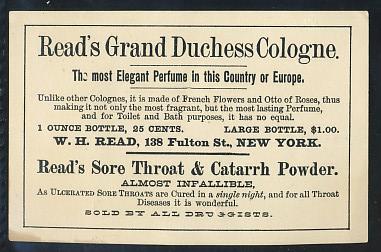 Read's Grand Duchess Cologne.
The most Elegant Perfume in this Country or Europe.
Unlike other Colognes, it is made of French Flowers and Otto of Roses, thus
making it not only the most fragrant, but the most lasting Perfume,
and for Toilet and Bath purposes, it has no equal.
1 OUNCE BOTTLE, 25 CENTS. LARGE BOTTLE, $1.00.
W. H. READ, 138 Fulton St., NEW YORK.
Read's Sore Throat & Catarrh Powder.
ALMOST INFALLIBLE,
As Ulcerated Sore Throats are Cured in a single night, and for all Throat
Diseases it is wonderful.
SOLD BY ALL DRUGGISTS.